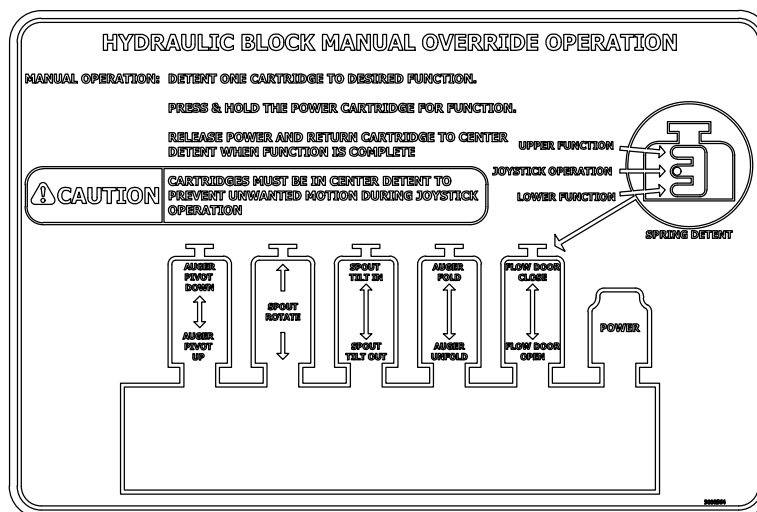 HYDRAULIC BLOCK MANUAL OVERRIDE OPERATION
MANUAL OPERATION: DETENT ONE CARTRIDGE TO DESIRED FUNCTION.
PRESS & HOLD THE POWER CARTRIDGE FOR FUNCTION.
RELEASE POWER AND RETURN CARTRIDGE TO CENTER
DETENT WHEN FUNCTION IS COMPLETE
CAUTION
CARTRIDGES MUST BE IN CENTER DETENT TO
PREVENT UNWANTED MOTION DURING JOYSTICK
OPERATION
UPPER FUNCTION
JOYSTICK OPERATION
LOWER FUNCTION
SPRING DETENT
AUGER
PIVOT
DOWN
AUGER
PIVOT
UP
SPOUT
ROTATE
SPOUT
TILT IN
SPOUT
TILT OUT
AUGER
FOLD
AUGER
UNFOLD
FLOW DOOR
CLOSE
FLOW DOOR
OPEN
POWER